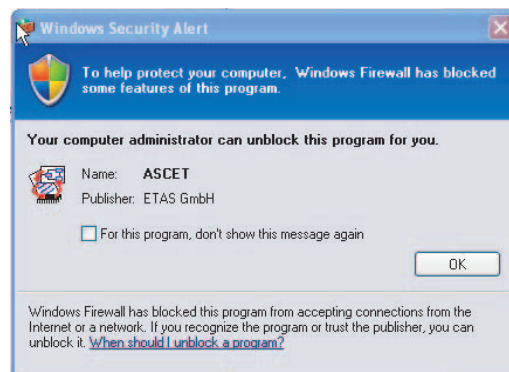 Windows Security Alert
To help protect your computer, Windows Firewall has blocked
some features of this program.
Your computer administrator can unblock this program for you.
Name: ASCET
Publisher: ETAS GmbH
For this program, don't show this message again
OK
Windows Firewall has blocked this program from accepting connections from the
Internet or a network. If you recognize the program or trust the publisher, you can
unblock it. When should I unblock a program?